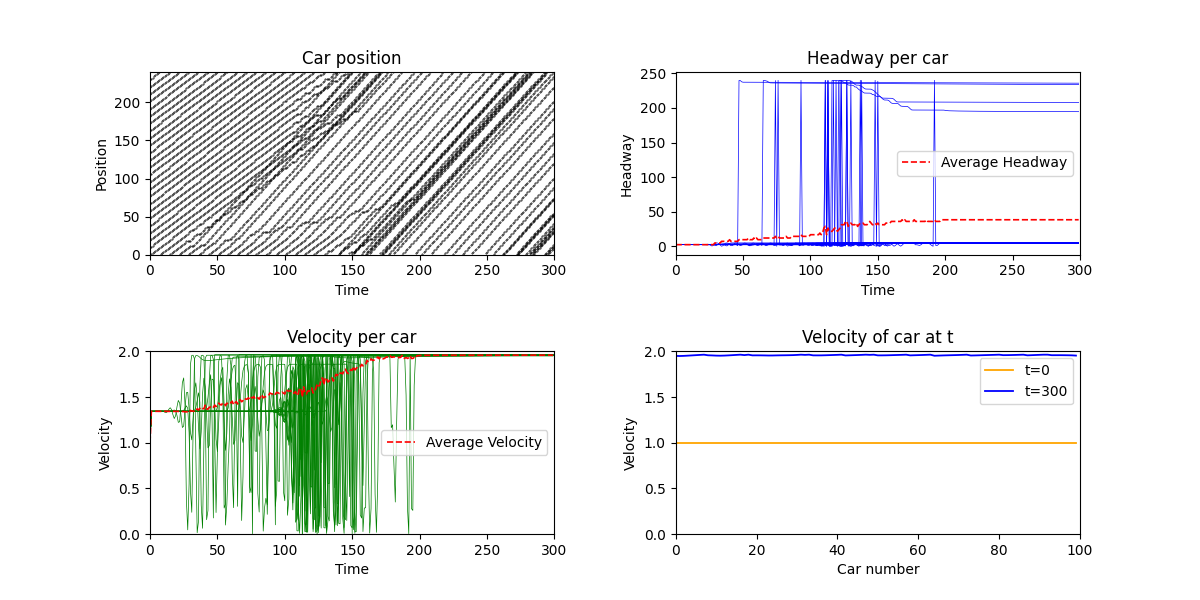 Car position
Position
200
150
100
50
0
0 50 100 150 200 250 300
Time
Headway per car
Headway
250
200
150
100
50
0
Average Headway
0 50 100 150 200 250 300
Time
Velocity per car
Velocity
2.0
1.5
1.0
0.5
0.0
Average Velocity
0 50 100 150 200 250 300
Time
Velocity of car at t
Velocity
2.0
1.5
1.0
0.5
0.0
t=0
t=300
0 20 40 60 80 100
Car number